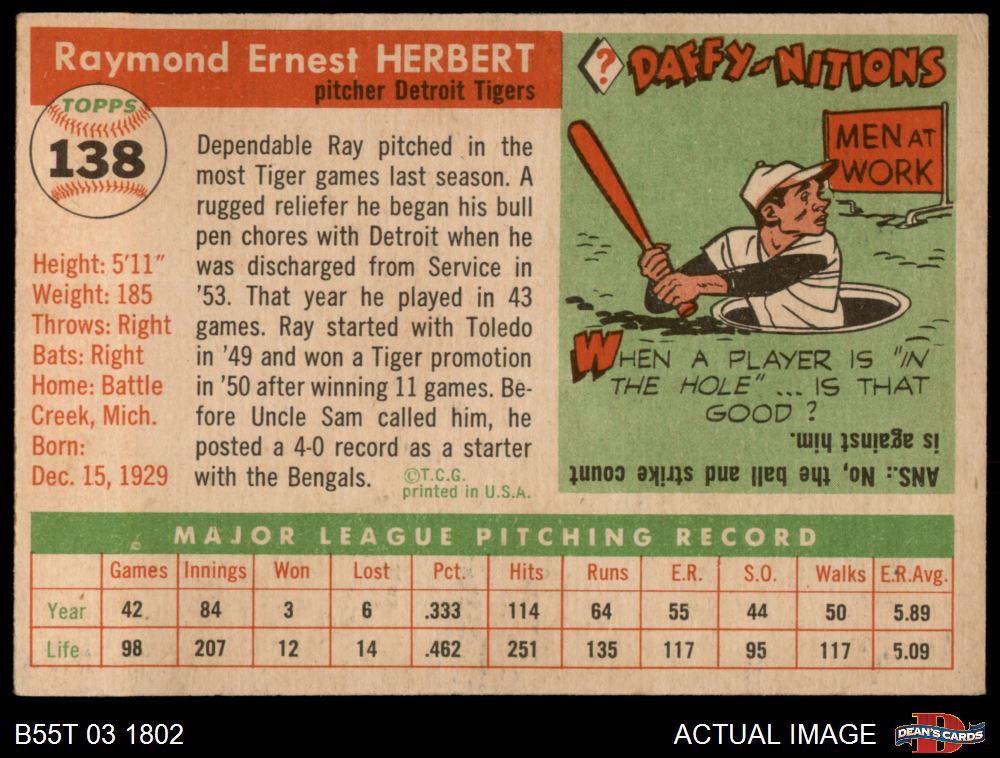 Raymond Ernest HERBERT
pitcher Detroit Tigers
TOPPS
138
Height: 5'11"
Weight: 185
Throws: Right
Bats: Right
Home: Battle
Creek, Mich.
Born:
Dec. 15, 1929
Dependable Ray pitched in the
most Tiger games last season. A
rugged reliefer he began his bull
pen chores with Detroit when he
was discharged from Service in
'53. That year he played in 43
games. Ray started with Toledo
in '49 and won a Tiger promotion
in '50 after winning 11 games. Be-
fore Uncle Sam called him, he
posted a 4-0 record as a starter
with the Bengals.
©T.C.G.
printed in U.S.A.
? DAFFY-NITIONS
MEN AT
WORK
WHEN A PLAYER IS "IN
THE HOLE" ... IS THAT
GOOD ?
ANS.: No, the ball and strike count
is against him.
MAJOR LEAGUE PITCHING RECORD
Games Innings Won Lost Pct. Hits Runs E.R. S.O. Walks E.R.Avg.
Year 42 84 3 6 .333 114 64 55 44 50 5.89
Life 98 207 12 14 .462 251 135 117 95 117 5.09
B55T 03 1802
ACTUAL IMAGE
D
DEAN'S CARDS